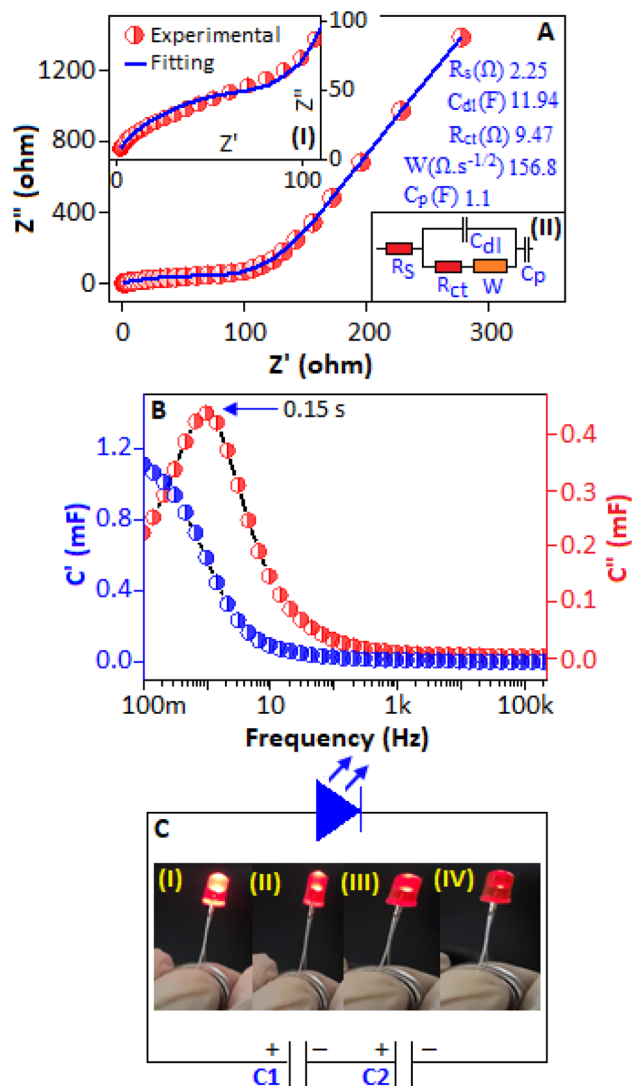 Experimental
Fitting
A
100
50
0
Z''
Z'
(I)
0
100
Rs(Ω) 2.25
Cdl(F) 11.94
Rct(Ω) 9.47
W(Ω.s-1/2) 156.8
Cp(F) 1.1
(II)
Cdl
RS
Rct
W
Cp
1200
800
400
0
Z'' (ohm)
0
100
200
300
Z' (ohm)
B
0.15 s
1.2
0.8
0.4
0.0
C' (mF)
0.4
0.3
0.2
0.1
0.0
C'' (mF)
100m
10
1k
100k
Frequency (Hz)
C
(I)
(II)
(III)
(IV)
+ − + −
C1 C2